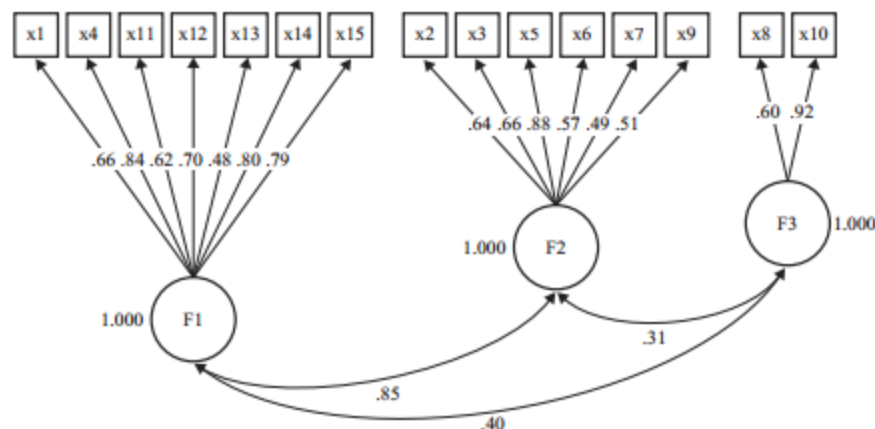 x1 x4 x11 x12 x13 x14 x15 x2 x3 x5 x6 x7 x9 x8 x10
.60 .92
.64 .66 .88 .57 .49 .51
.66 .84 .62 .70 .48 .80 .79
F3 1.000
1.000 F2
1.000 F1
.31
.85
.40